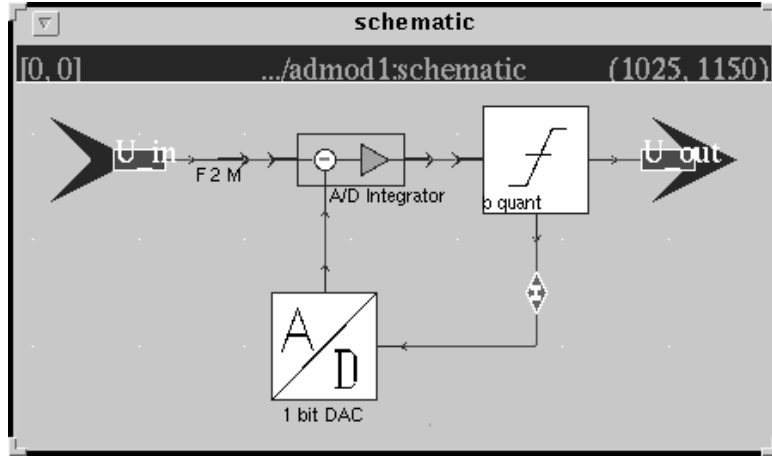 schematic
[0, 0] .../admod1:schematic (1025, 1150)
U_in U_out
F 2 M
A/D Integrator
o quant
A
D
1 bit DAC